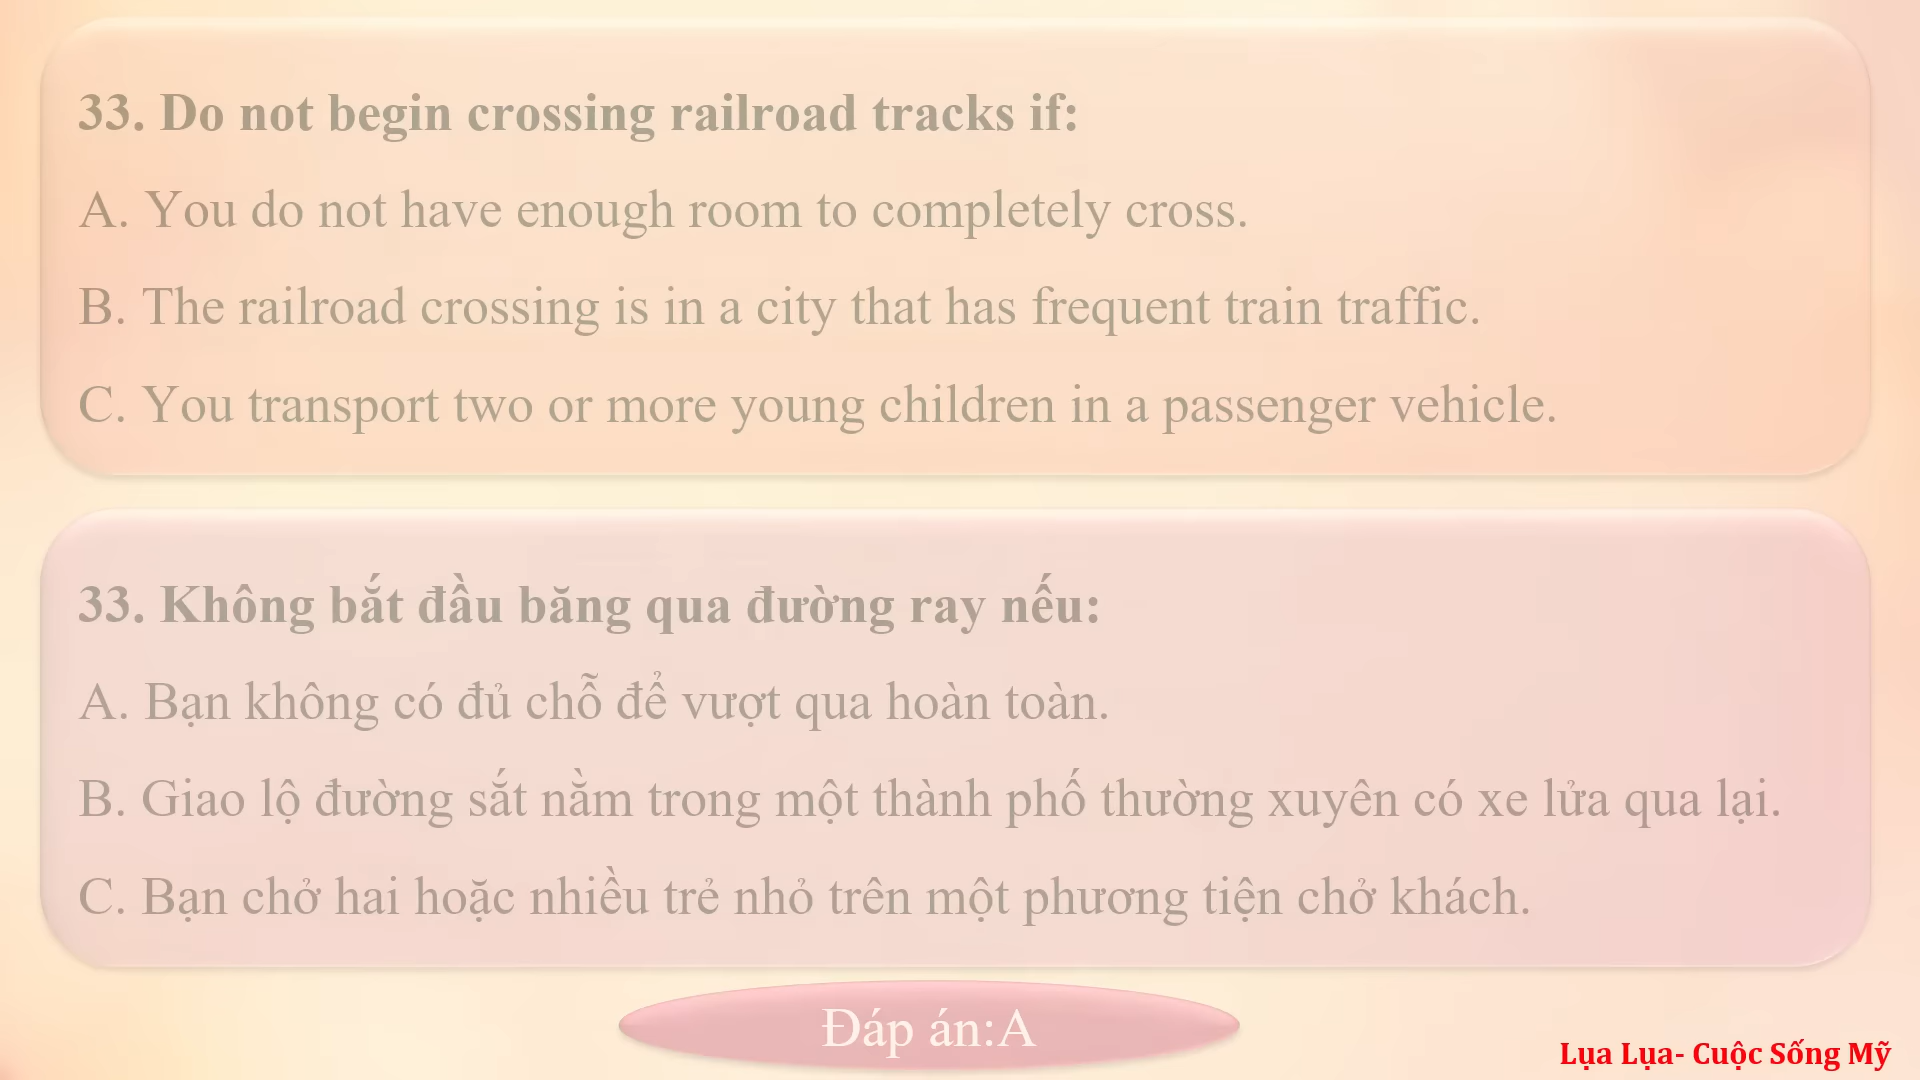 33. Do not begin crossing railroad tracks if:
A. You do not have enough room to completely cross.
B. The railroad crossing is in a city that has frequent train traffic.
C. You transport two or more young children in a passenger vehicle.
33. Không bắt đầu băng qua đường ray nếu:
A. Bạn không có đủ chỗ để vượt qua hoàn toàn.
B. Giao lộ đường sắt nằm trong một thành phố thường xuyên có xe lửa qua lại.
C. Bạn chở hai hoặc nhiều trẻ nhỏ trên một phương tiện chở khách.
Đáp án:A
Lụa Lụa- Cuộc Sống Mỹ